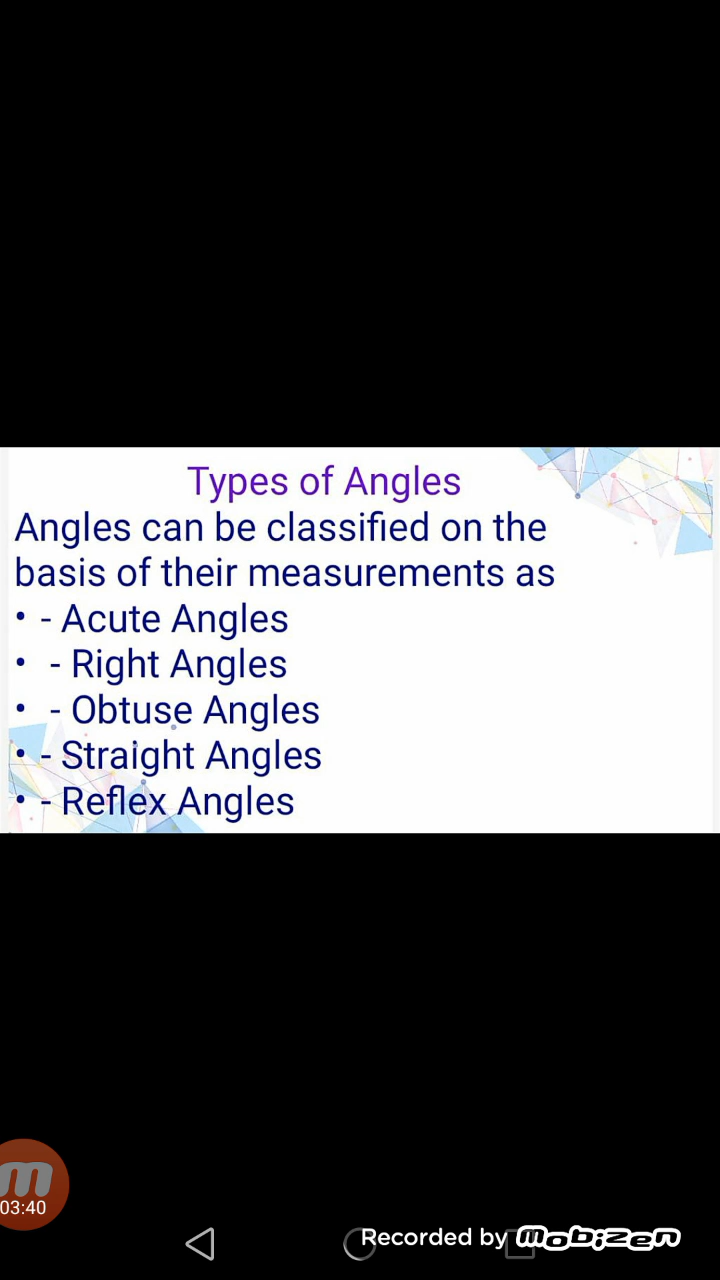 Types of Angles
Angles can be classified on the
basis of their measurements as
• - Acute Angles
• - Right Angles
• - Obtuse Angles
• - Straight Angles
• - Reflex Angles
m
03:40
Recorded by mobizen